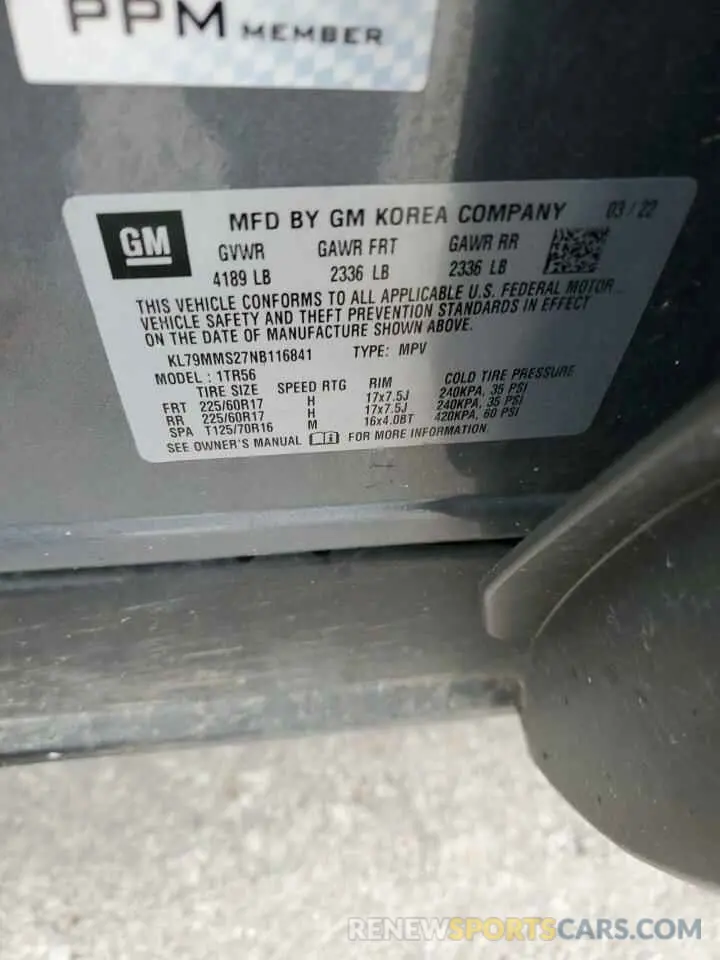 PPM MEMBER
GM
MFD BY GM KOREA COMPANY 03/22
GVWR GAWR FRT GAWR RR
4189 LB 2336 LB 2336 LB
THIS VEHICLE CONFORMS TO ALL APPLICABLE U.S. FEDERAL MOTOR
VEHICLE SAFETY AND THEFT PREVENTION STANDARDS IN EFFECT
ON THE DATE OF MANUFACTURE SHOWN ABOVE.
KL79MMS27NB116841 TYPE: MPV
MODEL: 1TR56
TIRE SIZE SPEED RTG RIM COLD TIRE PRESSURE
FRT 225/60R17 H 17x7.5J 240KPA, 35 PSI
RR 225/60R17 H 17x7.5J 240KPA, 35 PSI
SPA T125/70R16 M 16x4.0BT 420KPA, 60 PSI
SEE OWNER'S MANUAL FOR MORE INFORMATION.
RENEWSPORTSCARS.COM